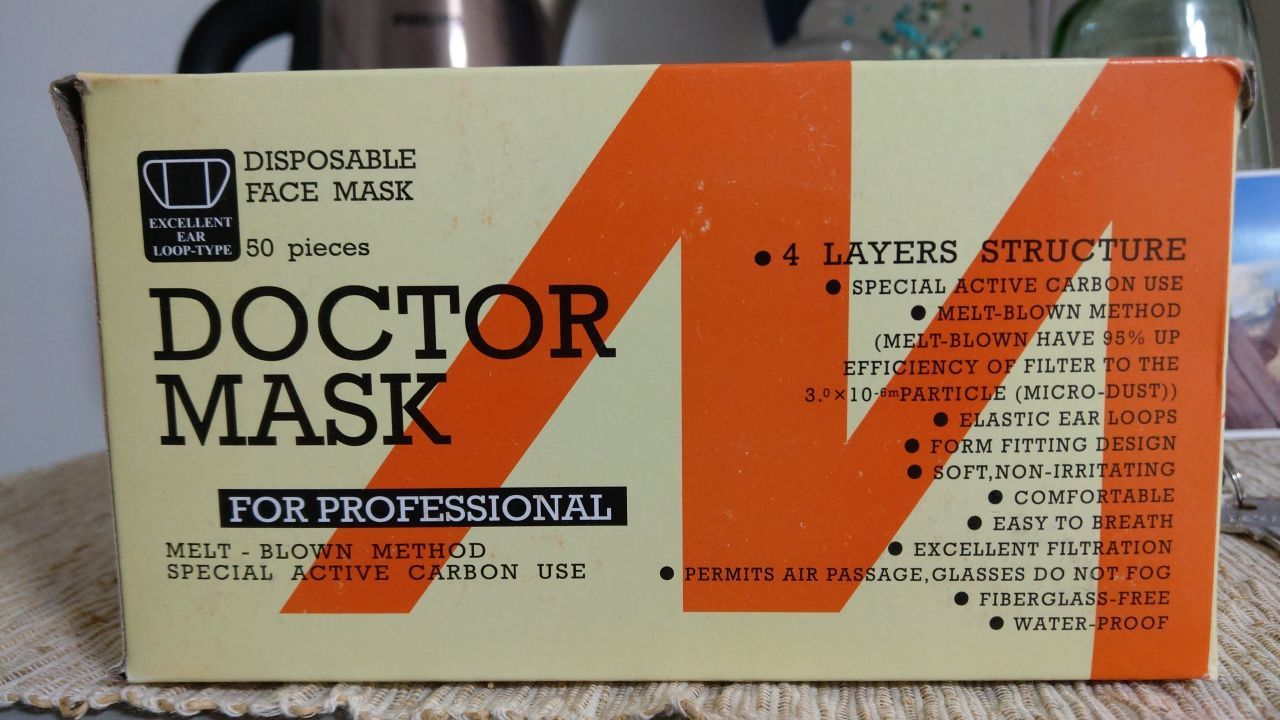 PHILIPS
EXCELLENT
EAR
LOOP-TYPE
DISPOSABLE
FACE MASK
50 pieces
DOCTOR
MASK
FOR PROFESSIONAL
MELT - BLOWN METHOD
SPECIAL ACTIVE CARBON USE
● 4 LAYERS STRUCTURE
● SPECIAL ACTIVE CARBON USE
● MELT-BLOWN METHOD
(MELT-BLOWN HAVE 95% UP
EFFICIENCY OF FILTER TO THE
3.⁰×10⁻⁶ᵐPARTICLE (MICRO-DUST))
● ELASTIC EAR LOOPS
● FORM FITTING DESIGN
● SOFT,NON-IRRITATING
● COMFORTABLE
● EASY TO BREATH
● EXCELLENT FILTRATION
● PERMITS AIR PASSAGE,GLASSES DO NOT FOG
● FIBERGLASS-FREE
● WATER-PROOF